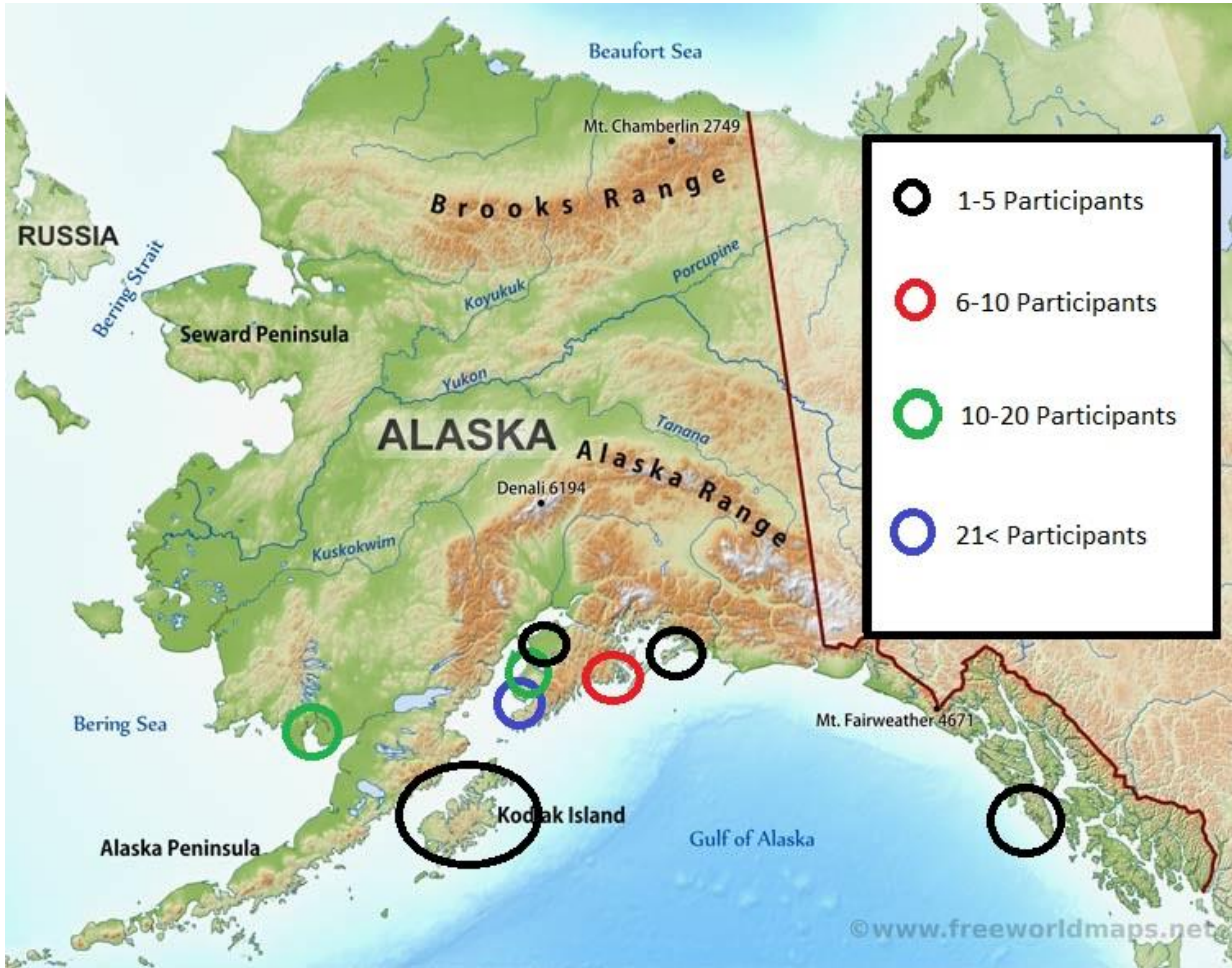 Beaufort Sea
Mt. Chamberlin 2749
Brooks Range
RUSSIA
Bering Strait
Porcupine
Koyukuk
Seward Peninsula
Yukon
ALASKA
Tanana
Alaska Range
Denali 6194
Kuskokwim
Bering Sea
Mt. Fairweather 4671
Kodiak Island
Gulf of Alaska
Alaska Peninsula
©www.freeworldmaps.net
1-5 Participants
6-10 Participants
10-20 Participants
21< Participants